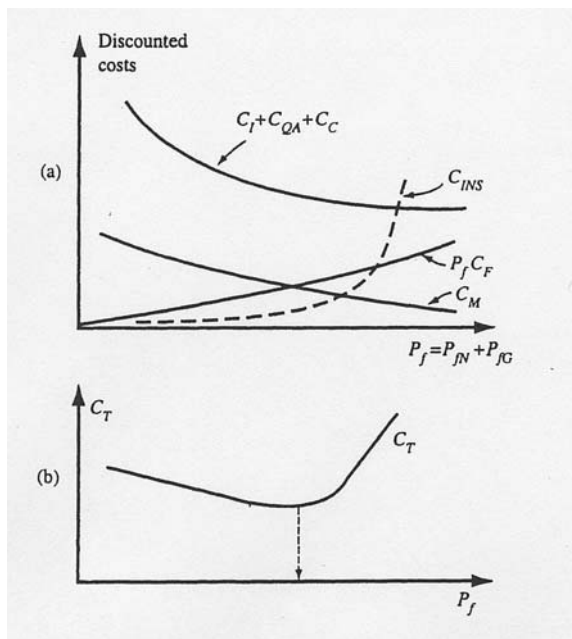 Discounted
costs
C_I + C_QA + C_C
(a)
C_INS
P_f C_F
C_M
P_f = P_fN + P_fG
C_T
C_T
(b)
P_f